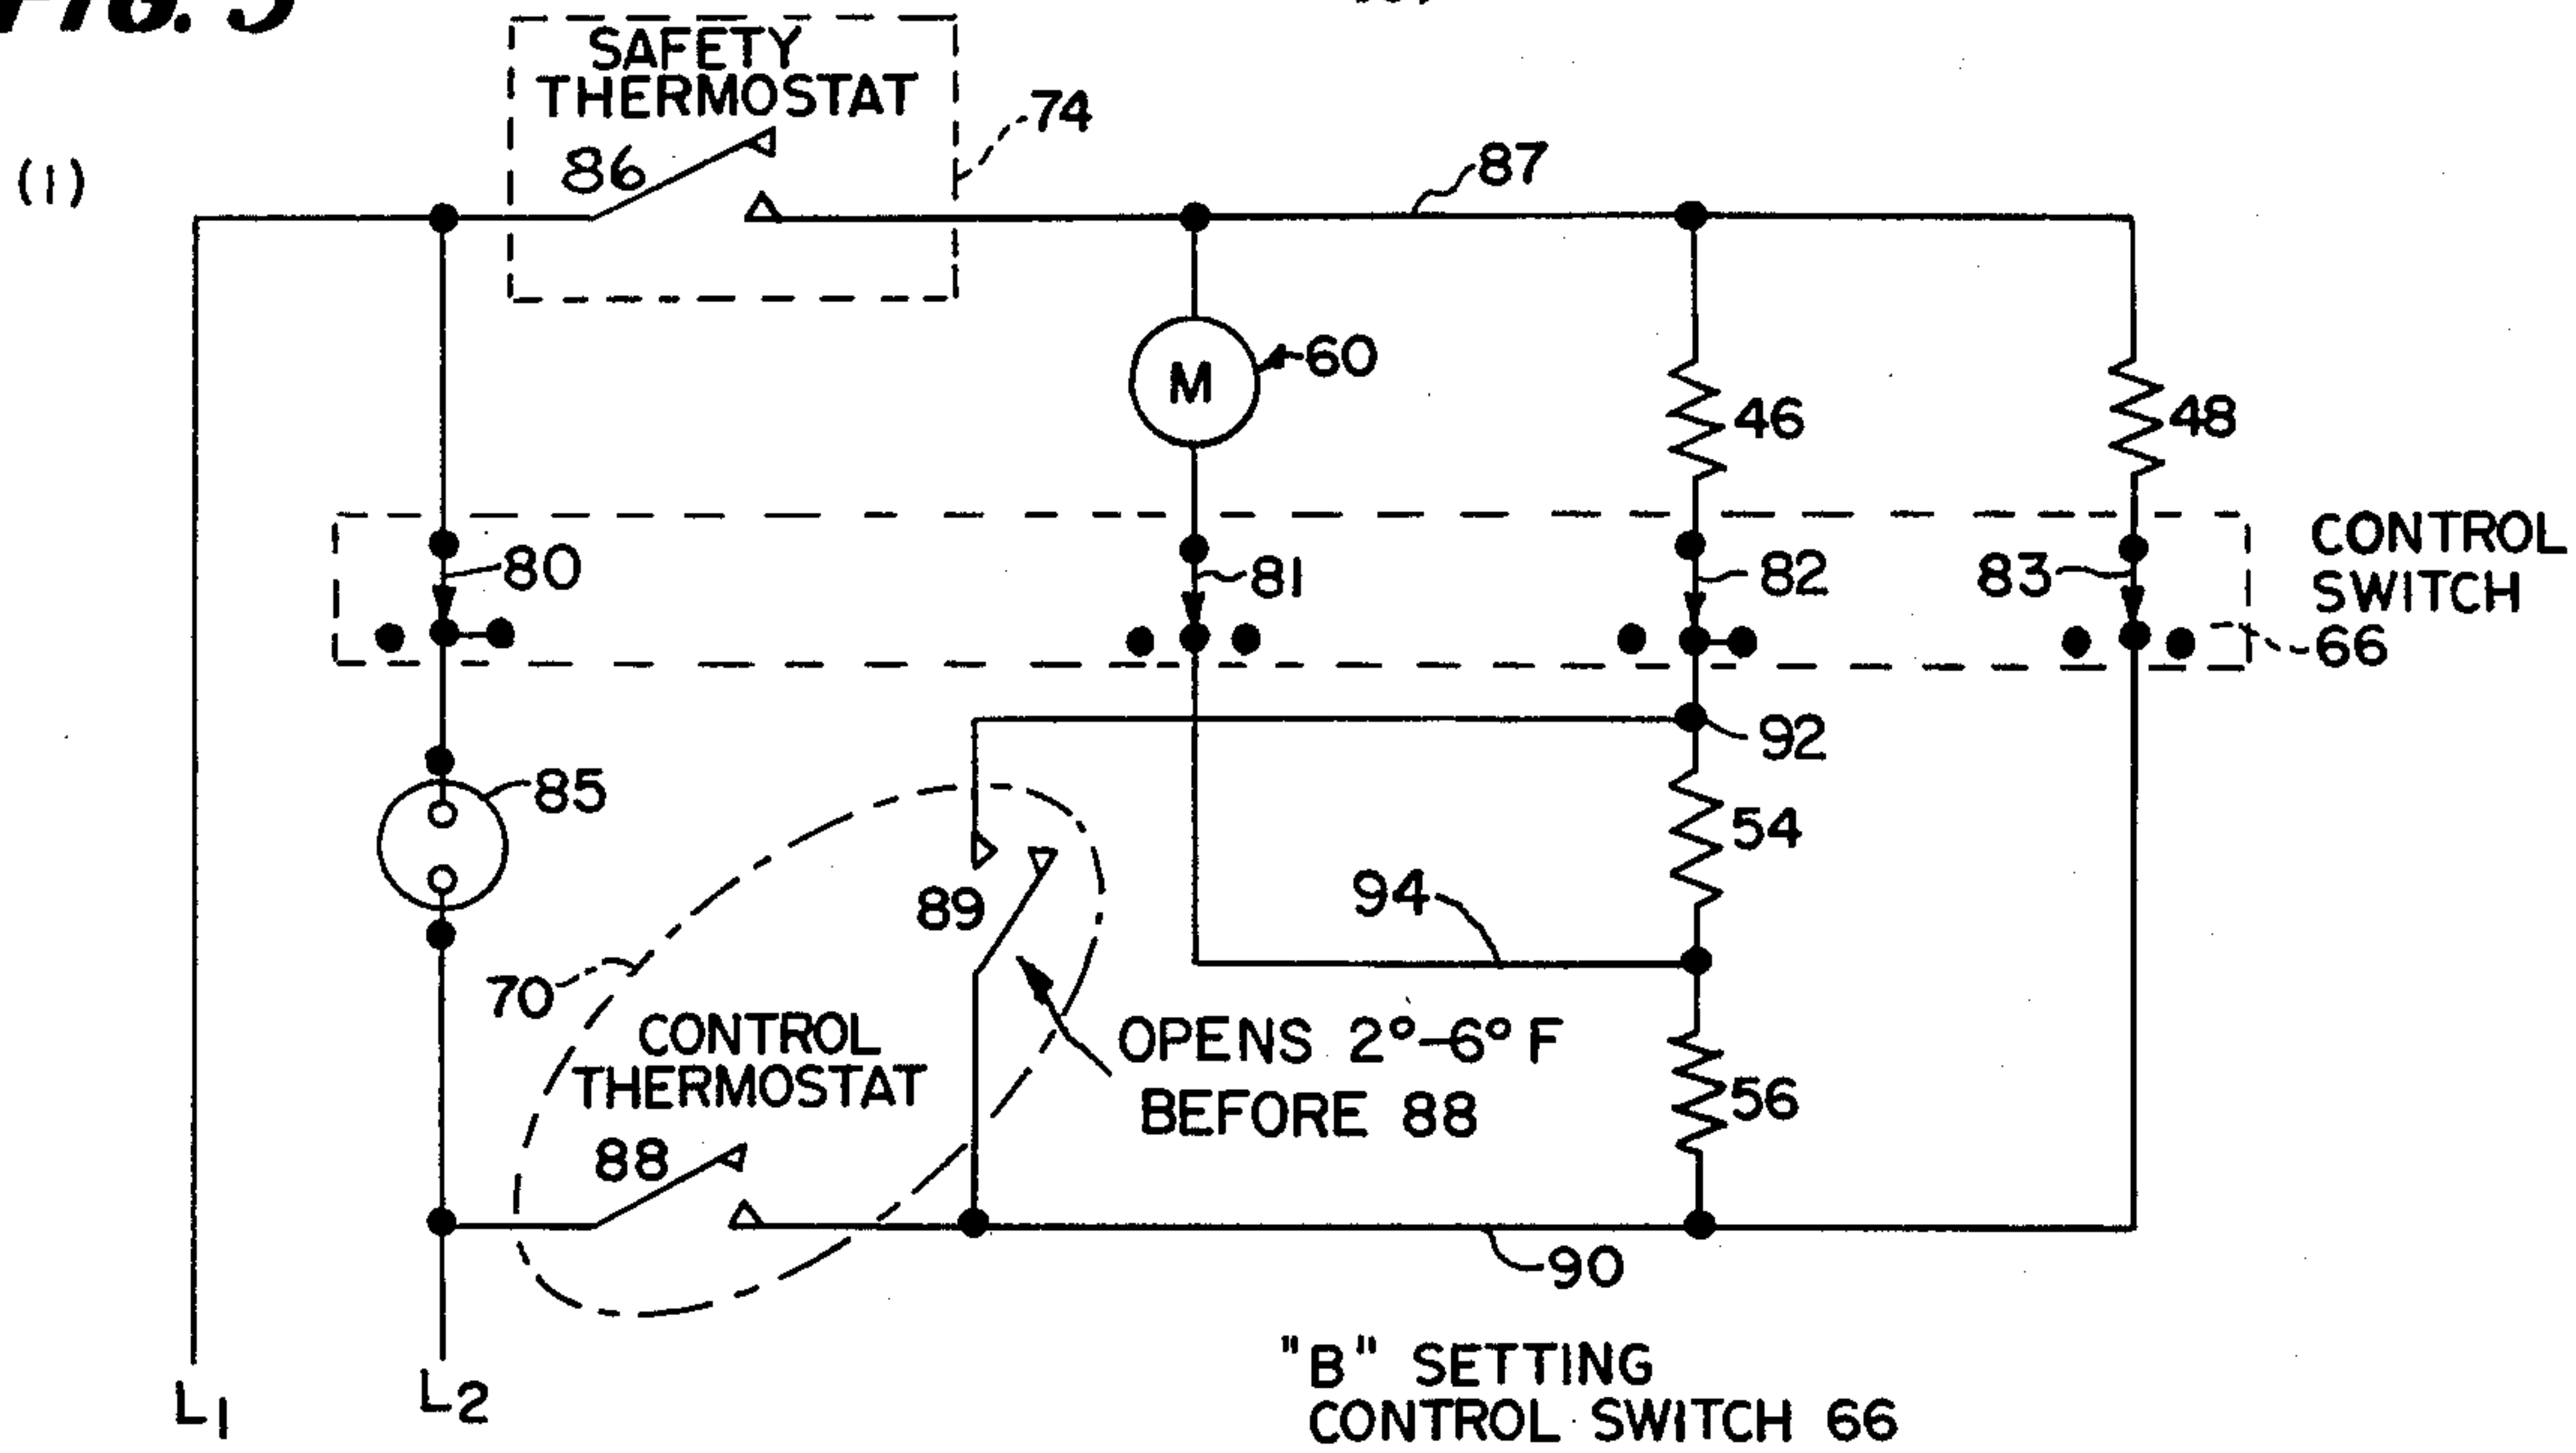 FIG. 5
SAFETY
THERMOSTAT
74
86
87
(1)
M
60
46
48
CONTROL
SWITCH
66
80
81
82
83
92
85
54
94
89
70
CONTROL
THERMOSTAT
OPENS 2°-6° F
BEFORE 88
56
88
90
"B" SETTING
CONTROL SWITCH 66
L1
L2